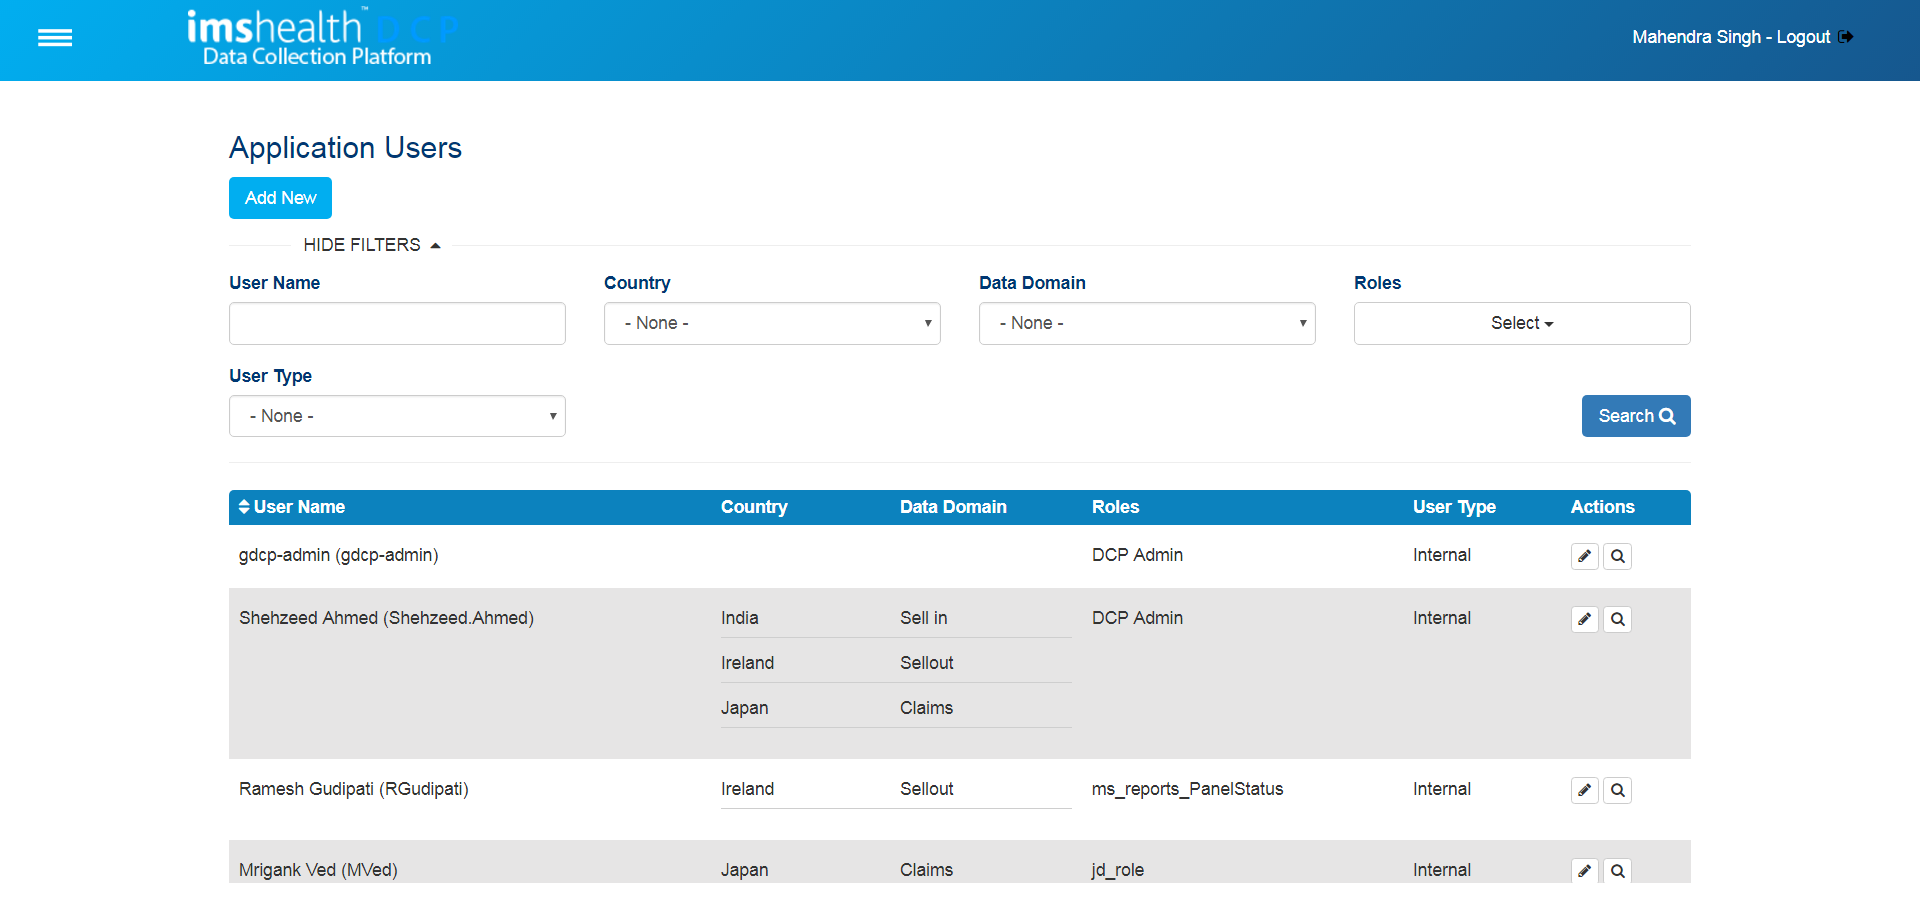 imshealth™ DCP
Data Collection Platform
Mahendra Singh - Logout
Application Users
Add New
HIDE FILTERS
User Name Country Data Domain Roles
- None - - None - Select
User Type
- None - Search
User Name Country Data Domain Roles User Type Actions
gdcp-admin (gdcp-admin) DCP Admin Internal
Shehzeed Ahmed (Shehzeed.Ahmed) India Sell in DCP Admin Internal
Ireland Sellout
Japan Claims
Ramesh Gudipati (RGudipati) Ireland Sellout ms_reports_PanelStatus Internal
Mrigank Ved (MVed) Japan Claims jd_role Internal